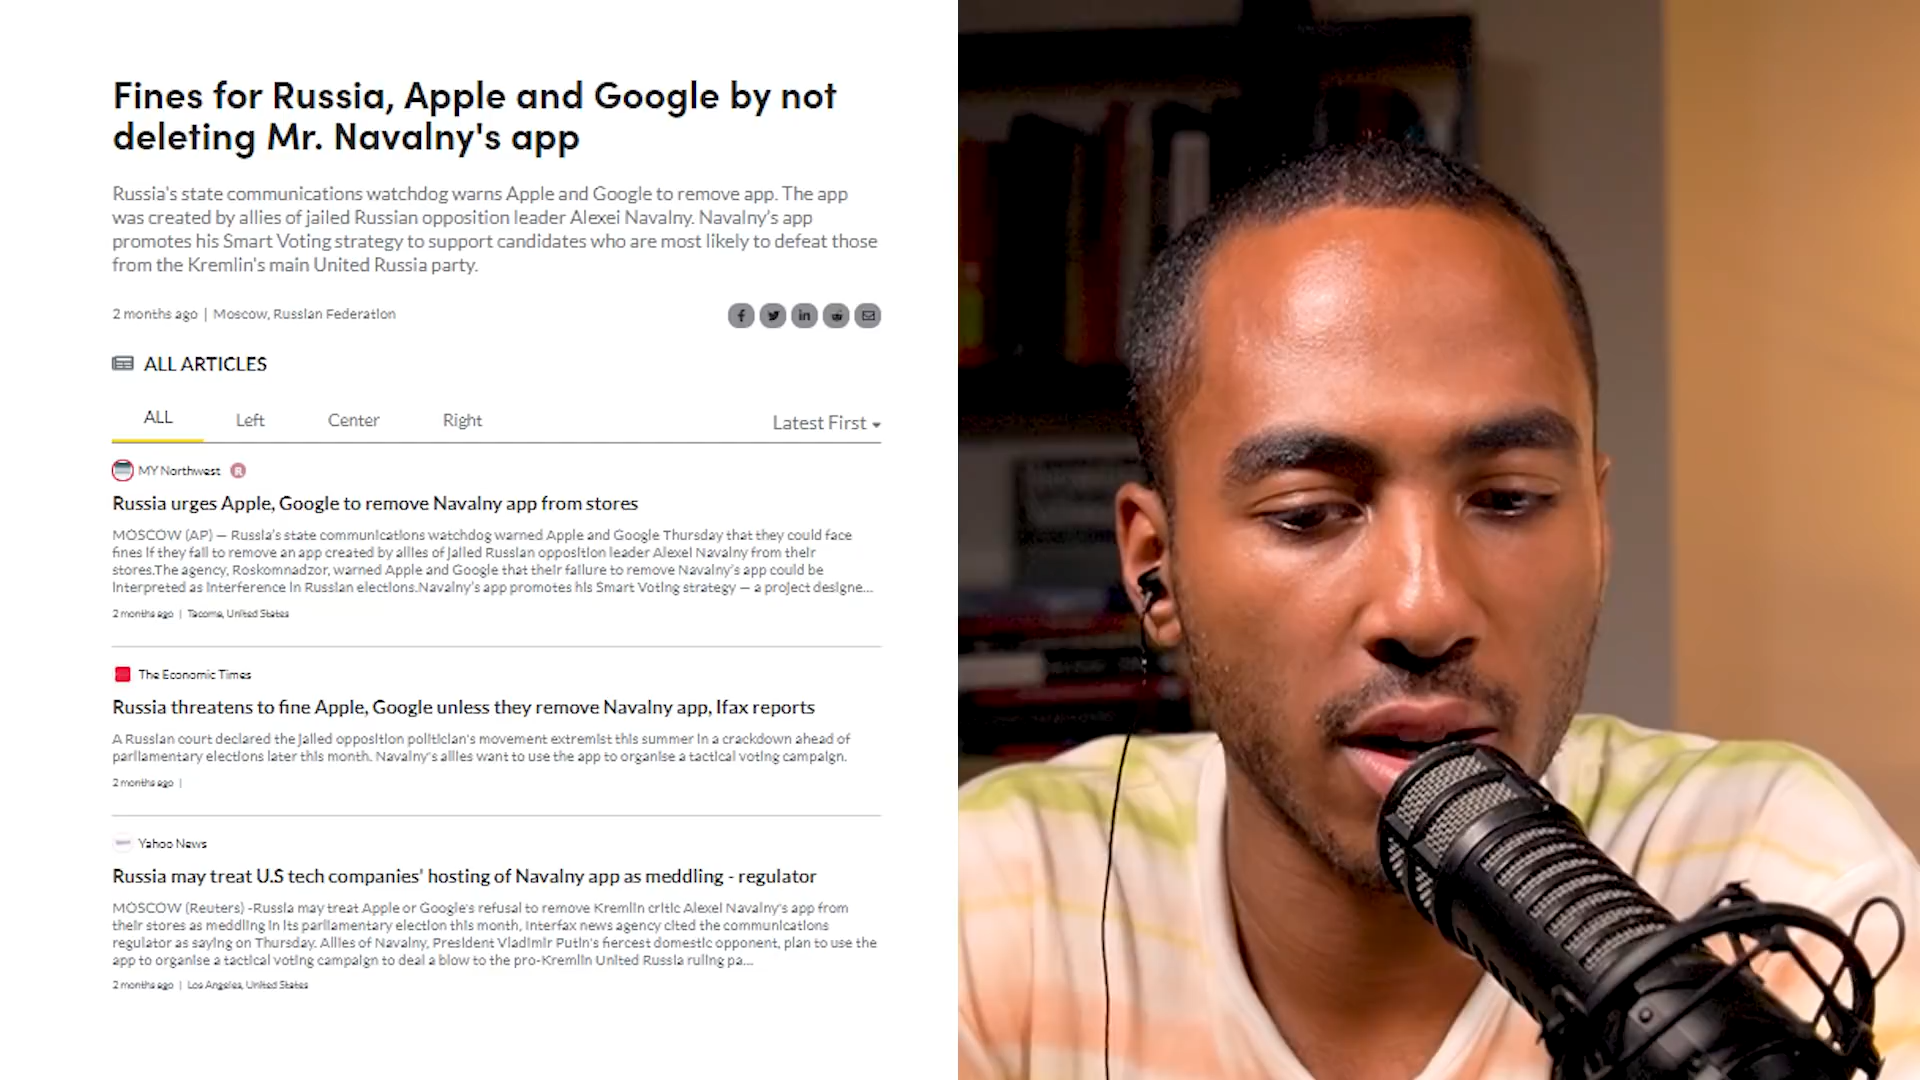 Fines for Russia, Apple and Google by not
deleting Mr. Navalny's app
Russia's state communications watchdog warns Apple and Google to remove app. The app
was created by allies of jailed Russian opposition leader Alexei Navalny. Navalny's app
promotes his Smart Voting strategy to support candidates who are most likely to defeat those
from the Kremlin's main United Russia party.
2 months ago | Moscow, Russian Federation
ALL ARTICLES
ALL Left Center Right Latest First
MY Northwest R
Russia urges Apple, Google to remove Navalny app from stores
MOSCOW (AP) — Russia's state communications watchdog warned Apple and Google Thursday that they could face
fines if they fail to remove an app created by allies of jailed Russian opposition leader Alexei Navalny from their
stores.The agency, Roskomnadzor, warned Apple and Google that their failure to remove Navalny's app could be
interpreted as interference in Russian elections.Navalny's app promotes his Smart Voting strategy — a project designe...
2 months ago | Tacoma, United States
The Economic Times
Russia threatens to fine Apple, Google unless they remove Navalny app, Ifax reports
A Russian court declared the jailed opposition politician's movement extremist this summer in a crackdown ahead of
parliamentary elections later this month. Navalny's allies want to use the app to organise a tactical voting campaign.
2 months ago |
Yahoo News
Russia may treat U.S tech companies' hosting of Navalny app as meddling - regulator
MOSCOW (Reuters) -Russia may treat Apple or Google's refusal to remove Kremlin critic Alexei Navalny's app from
their stores as meddling in its parliamentary election this month, Interfax news agency cited the communications
regulator as saying on Thursday. Allies of Navalny, President Vladimir Putin's fiercest domestic opponent, plan to use the
app to organise a tactical voting campaign to deal a blow to the pro-Kremlin United Russia ruling pa...
2 months ago | Los Angeles, United States